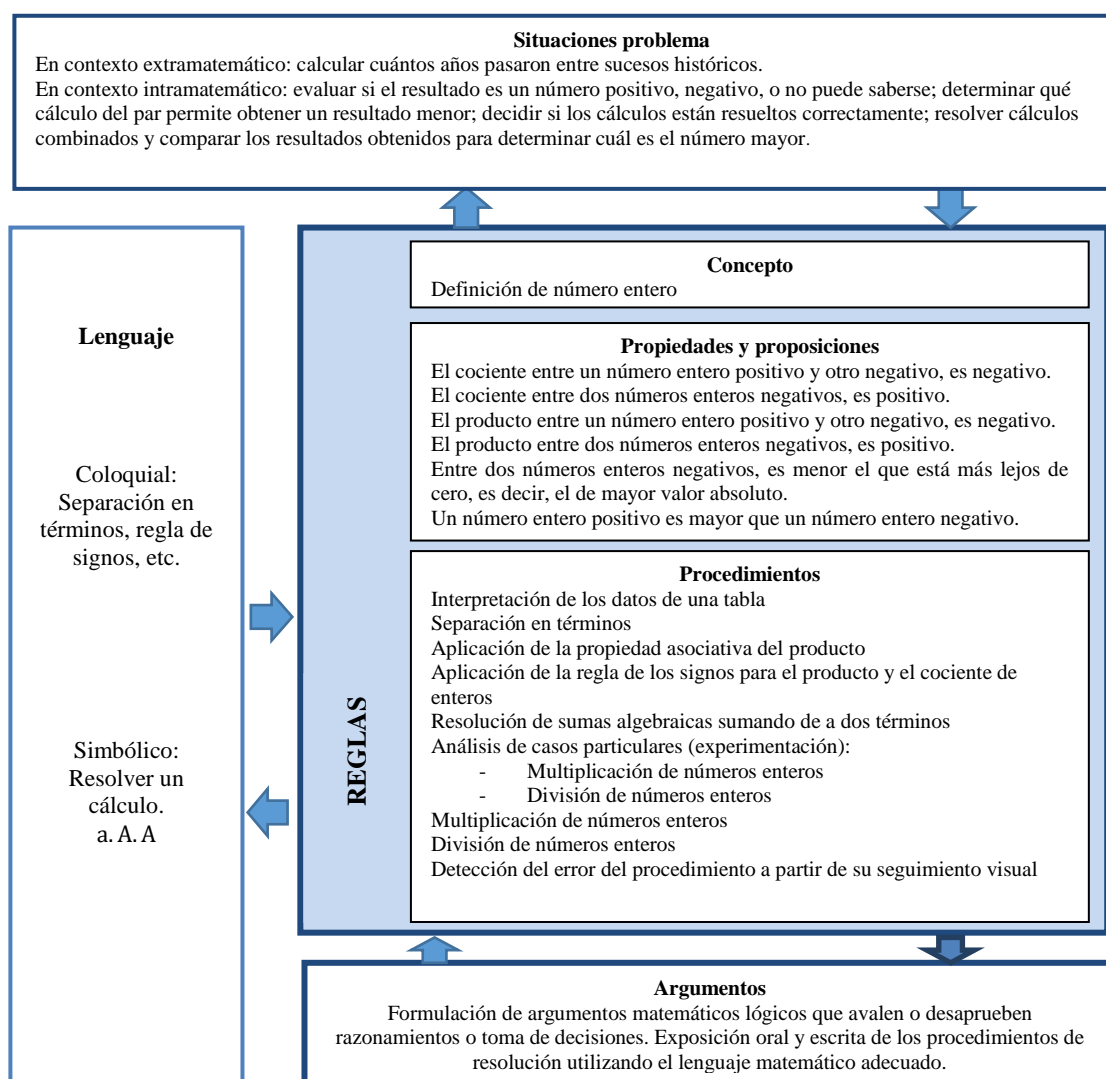 Situaciones problema
En contexto extramatemático: calcular cuántos años pasaron entre sucesos históricos.
En contexto intramatemático: evaluar si el resultado es un número positivo, negativo, o no puede saberse; determinar qué
cálculo del par permite obtener un resultado menor; decidir si los cálculos están resueltos correctamente; resolver cálculos
combinados y comparar los resultados obtenidos para determinar cuál es el número mayor.
Lenguaje
Coloquial:
Separación en
términos, regla de
signos, etc.
Simbólico:
Resolver un
cálculo.
a. A. A
REGLAS
Concepto
Definición de número entero
Propiedades y proposiciones
El cociente entre un número entero positivo y otro negativo, es negativo.
El cociente entre dos números enteros negativos, es positivo.
El producto entre un número entero positivo y otro negativo, es negativo.
El producto entre dos números enteros negativos, es positivo.
Entre dos números enteros negativos, es menor el que está más lejos de
cero, es decir, el de mayor valor absoluto.
Un número entero positivo es mayor que un número entero negativo.
Procedimientos
Interpretación de los datos de una tabla
Separación en términos
Aplicación de la propiedad asociativa del producto
Aplicación de la regla de los signos para el producto y el cociente de
enteros
Resolución de sumas algebraicas sumando de a dos términos
Análisis de casos particulares (experimentación):
- Multiplicación de números enteros
- División de números enteros
Multiplicación de números enteros
División de números enteros
Detección del error del procedimiento a partir de su seguimiento visual
Argumentos
Formulación de argumentos matemáticos lógicos que avalen o desaprueben
razonamientos o toma de decisiones. Exposición oral y escrita de los procedimientos de
resolución utilizando el lenguaje matemático adecuado.